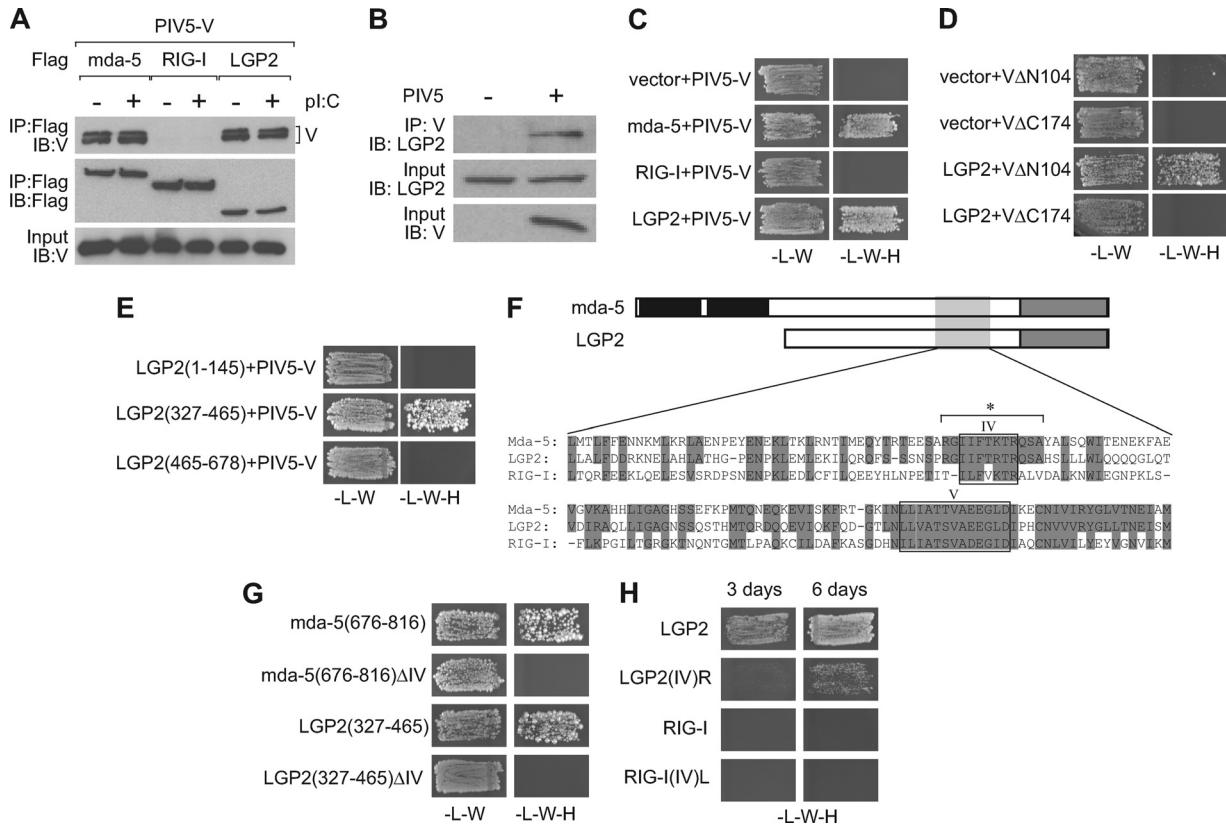 A
PIV5-V
Flag mda-5 RIG-I LGP2
- + - + - + pI:C
IP:Flag
IB:V
V
IP:Flag
IB:Flag
Input
IB:V
B
PIV5 - +
IP: V
IB: LGP2
Input
IB: LGP2
Input
IB: V
C
vector+PIV5-V
mda-5+PIV5-V
RIG-I+PIV5-V
LGP2+PIV5-V
-L-W -L-W-H
D
vector+VΔN104
vector+VΔC174
LGP2+VΔN104
LGP2+VΔC174
-L-W -L-W-H
E
LGP2(1-145)+PIV5-V
LGP2(327-465)+PIV5-V
LGP2(465-678)+PIV5-V
-L-W -L-W-H
F
mda-5
LGP2
*
IV
Mda-5: LMTLFFENNKMLKRLAENPEYENEKLTKLRNTIMEQYTRTEESARGIIFTKTRQSAYALSQWITENEKFAE
LGP2: LLALFDDRKNELAHLATHG-PENPKLEMLEKILQRQFS-SSNSPRGIIFTRTRQSAHSLLLWLQQQQGLQT
RIG-I: LTQRFEEKLQELESVSRDPSNENPKLEDLCFILQEEYHLNPETIT-ILFVKTRALVDALKNWIEGNPKLS-
V
Mda-5: VGVKAHHLIGAGHSSEFKPMTQNEQKEVISKFRT-GKINLLIATTVAEEGLDIKECNIVIRYGLVTNEIAM
LGP2: VDIRAQLLIGAGNSSQSTHMTQRDQQEVIQKFQD-GTLNLLVATSVAEEGLDIPHCNVVVRYGLLTNEISM
RIG-I: -FLKPGILTGRGKTNQNTGMTLPAQKCILDAFKASGDHNILIATSVADEGIDIAQCNLVILYEYVGNVIKM
G
mda-5(676-816)
mda-5(676-816)ΔIV
LGP2(327-465)
LGP2(327-465)ΔIV
-L-W -L-W-H
H
3 days 6 days
LGP2
LGP2(IV)R
RIG-I
RIG-I(IV)L
-L-W-H